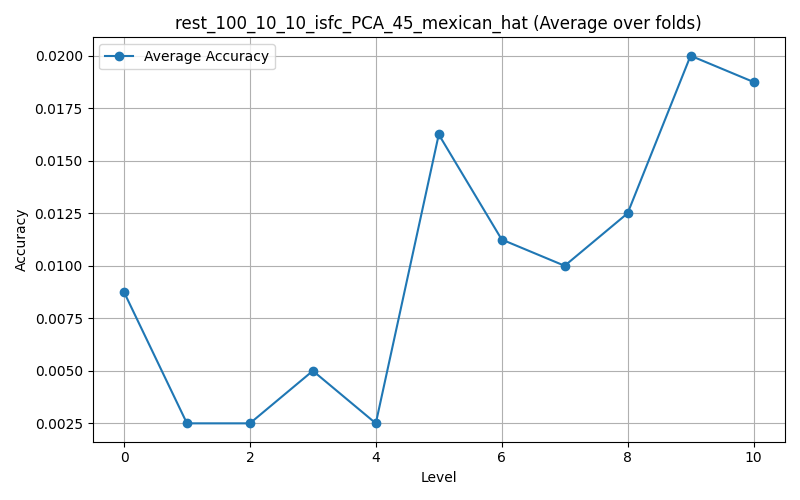 rest_100_10_10_isfc_PCA_45_mexican_hat (Average over folds)
Average Accuracy
0.0200
0.0175
0.0150
0.0125
0.0100
0.0075
0.0050
0.0025
Accuracy
0 2 4 6 8 10
Level